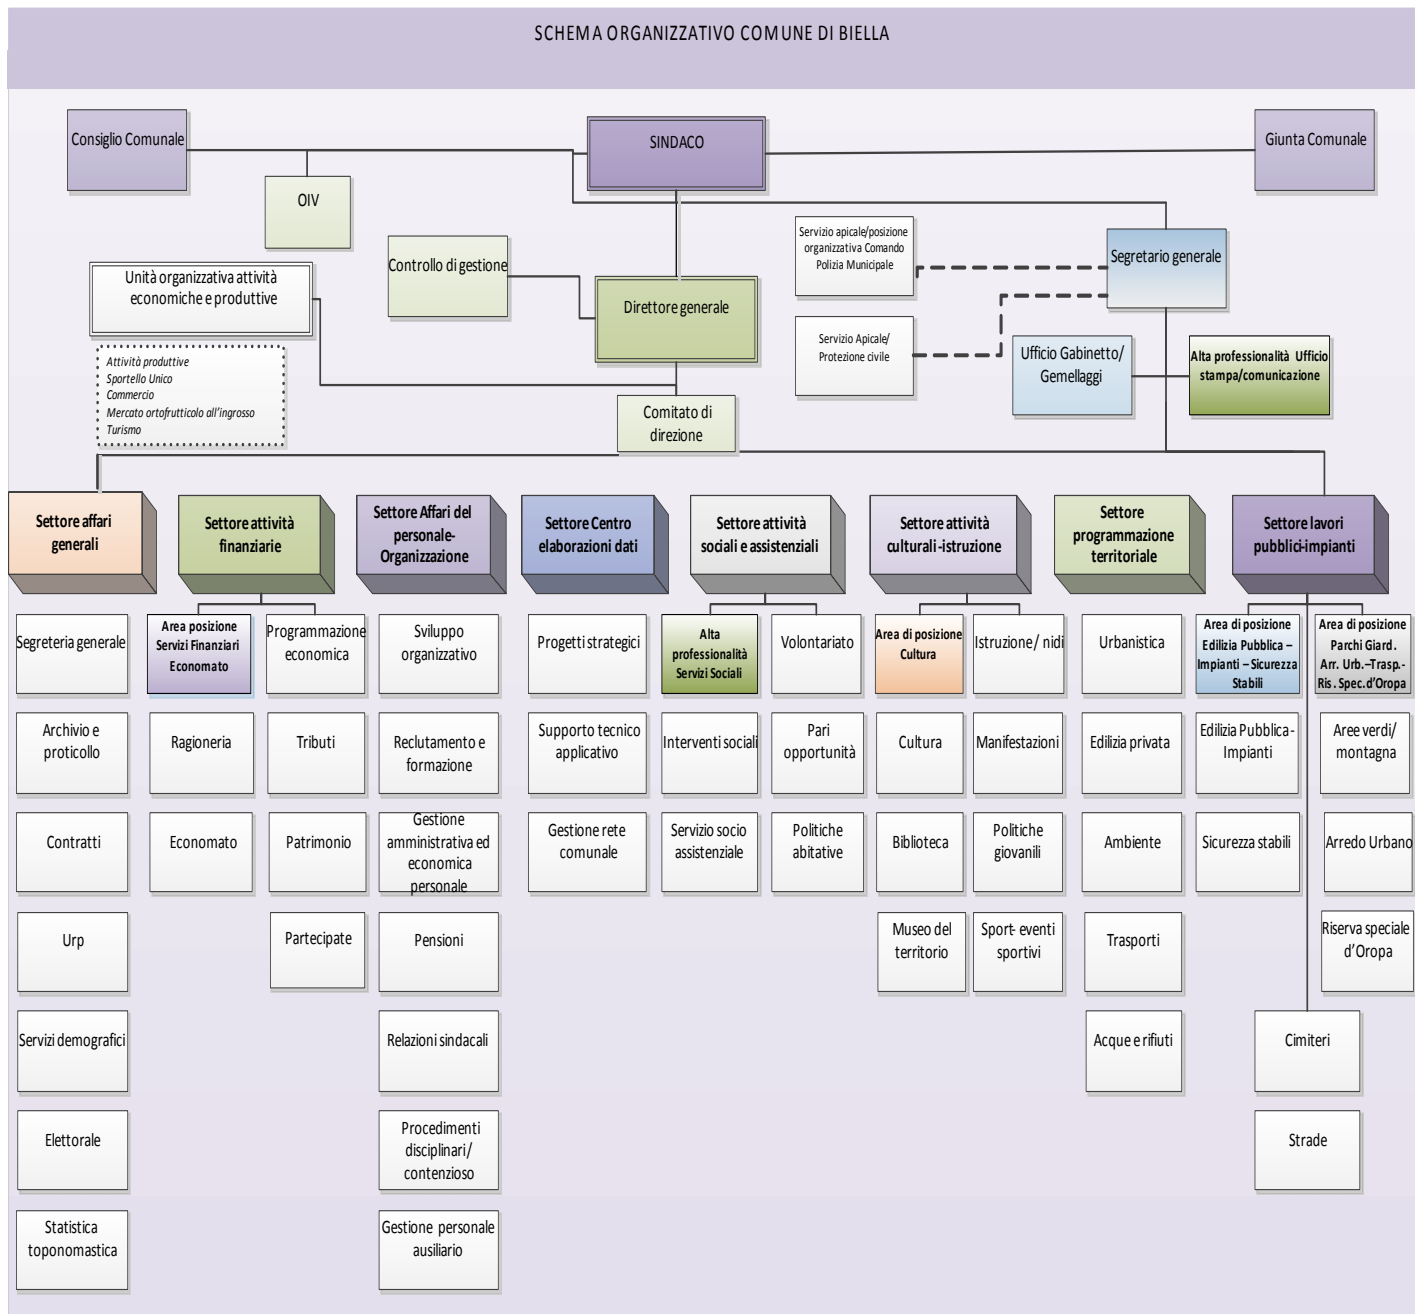 SCHEMA ORGANIZZATIVO COMUNE DI BIELLA
Consiglio Comunale
SINDACO
Giunta Comunale
OIV
Servizio apicale/posizione
organizzativa Comando
Polizia Municipale
Segretario generale
Controllo di gestione
Unità organizzativa attività
economiche e produttive
Direttore generale
Servizio Apicale/
Protezione civile
Ufficio Gabinetto/
Gemellaggi
Alta professionalità Ufficio
stampa/comunicazione
Attività produttive
Sportello Unico
Commercio
Mercato ortofrutticolo all'ingrosso
Turismo
Comitato di
direzione
Settore affari
generali
Settore attività
finanziarie
Settore Affari del
personale-
Organizzazione
Settore Centro
elaborazioni dati
Settore attività
sociali e assistenziali
Settore attività
culturali-istruzione
Settore
programmazione
territoriale
Settore lavori
pubblici-impianti
Segreteria generale
Area posizione
Servizi Finanziari
Economato
Programmazione
economica
Sviluppo
organizzativo
Progetti strategici
Alta
professionalità
Servizi Sociali
Volontariato
Area di posizione
Cultura
Istruzione/ nidi
Urbanistica
Area di posizione
Edilizia Pubblica –
Impianti – Sicurezza
Stabili
Area di posizione
Parchi Giard.
Arr. Urb.–Trasp.-
Ris. Spec.d'Oropa
Archivio e
proticollo
Ragioneria
Tributi
Reclutamento e
formazione
Supporto tecnico
applicativo
Interventi sociali
Pari
opportunità
Cultura
Manifestazioni
Edilizia privata
Edilizia Pubblica-
Impianti
Aree verdi/
montagna
Contratti
Economato
Patrimonio
Gestione
amministrativa ed
economica
personale
Gestione rete
comunale
Servizio socio
assistenziale
Politiche
abitative
Biblioteca
Politiche
giovanili
Ambiente
Sicurezza stabili
Arredo Urbano
Urp
Partecipate
Pensioni
Museo del
territorio
Sport- eventi
sportivi
Trasporti
Riserva speciale
d'Oropa
Servizi demografici
Relazioni sindacali
Acque e rifiuti
Cimiteri
Elettorale
Procedimenti
disciplinari/
contenzioso
Strade
Statistica
toponomastica
Gestione personale
ausiliario